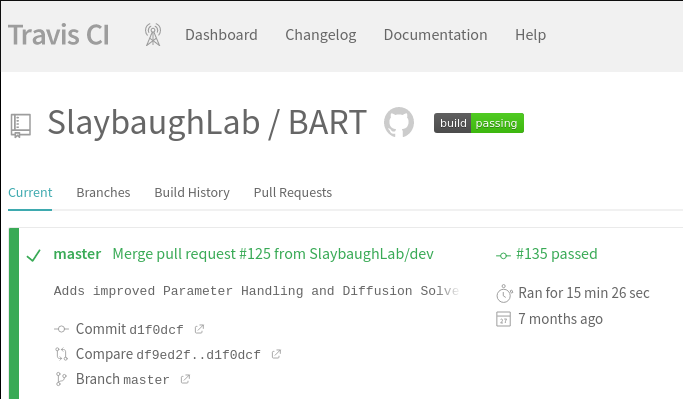 Travis CI Dashboard Changelog Documentation Help
SlaybaughLab / BART build passing
Current Branches Build History Pull Requests
master Merge pull request #125 from SlaybaughLab/dev #135 passed
Adds improved Parameter Handling and Diffusion Solve Ran for 15 min 26 sec
27 7 months ago
Commit d1f0dcf
Compare df9ed2f..d1f0dcf
Branch master